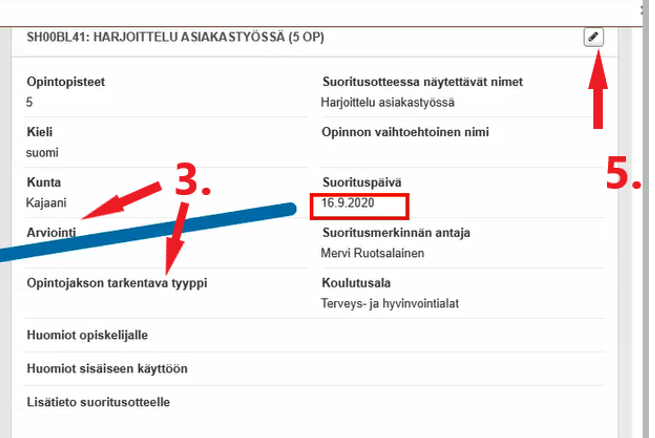 SH00BL41: HARJOITTELU ASIAKASTYÖSSÄ (5 OP)
Opintopisteet
5
Suoritusotteessa näytettävät nimet
Harjoittelu asiakastyössä
Kieli
suomi
Opinnon vaihtoehtoinen nimi
Kunta
Kajaani
3.
Suorituspäivä
16.9.2020
5.
Arviointi
Suoritusmerkinnän antaja
Mervi Ruotsalainen
Opintojakson tarkentava tyyppi
Koulutusala
Terveys- ja hyvinvointialat
Huomiot opiskelijalle
Huomiot sisäiseen käyttöön
Lisätieto suoritusotteelle